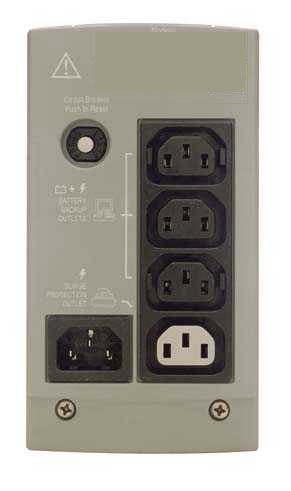 Circuit Breaker
Push to Reset
BATTERY
BACKUP
OUTLETS
SURGE
PROTECTION
OUTLET